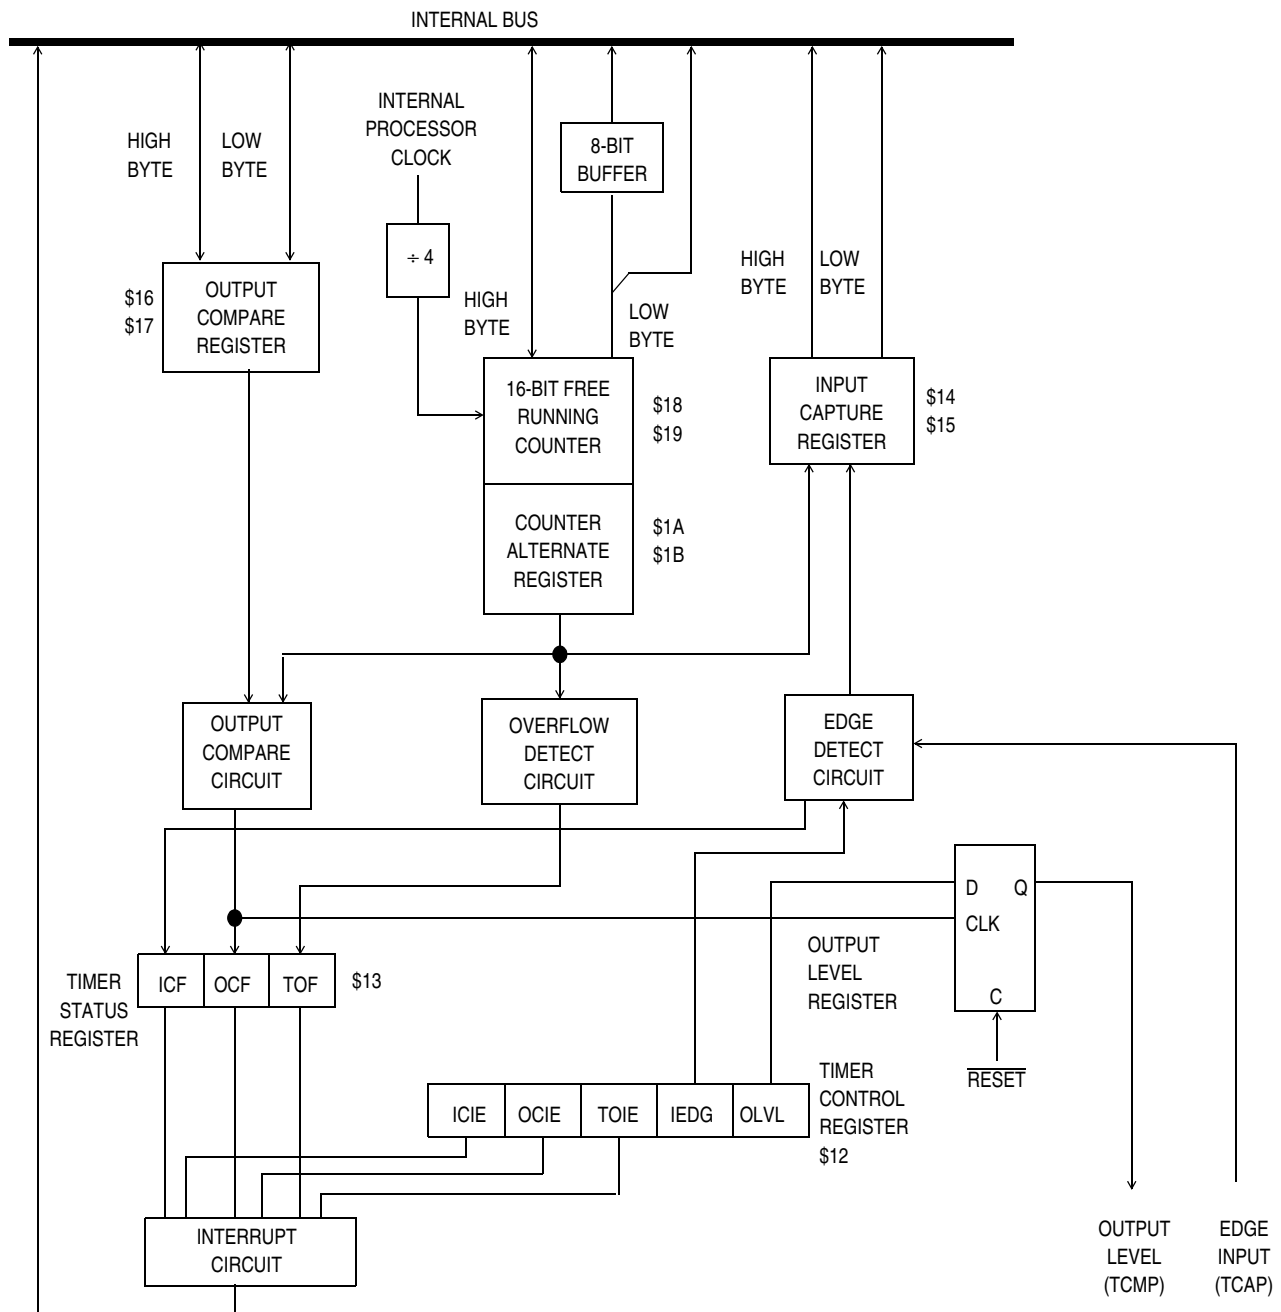 INTERNAL BUS
INTERNAL
PROCESSOR
CLOCK
HIGH
BYTE
LOW
BYTE
8-BIT
BUFFER
÷ 4
HIGH
BYTE
LOW
BYTE
$16
$17
OUTPUT
COMPARE
REGISTER
HIGH
BYTE
LOW
BYTE
16-BIT FREE
RUNNING
COUNTER
$18
$19
INPUT
CAPTURE
REGISTER
$14
$15
COUNTER
ALTERNATE
REGISTER
$1A
$1B
OUTPUT
COMPARE
CIRCUIT
OVERFLOW
DETECT
CIRCUIT
EDGE
DETECT
CIRCUIT
D Q
CLK
C
OUTPUT
LEVEL
REGISTER
RESET
TIMER
STATUS
REGISTER
ICF OCF TOF
$13
ICIE OCIE TOIE IEDG OLVL
TIMER
CONTROL
REGISTER
$12
INTERRUPT
CIRCUIT
OUTPUT
LEVEL
(TCMP)
EDGE
INPUT
(TCAP)